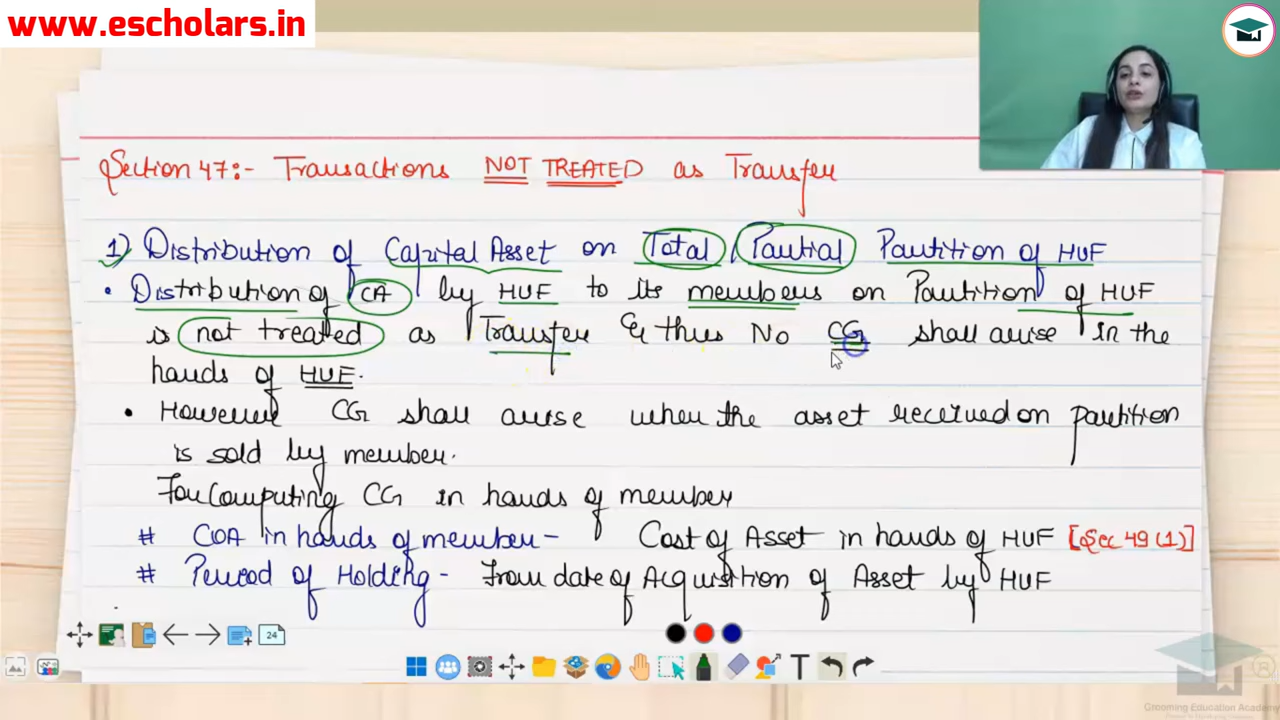 www.escholars.in
Section 47:- Transactions NOT TREATED as Transfer
1) Distribution of Capital Asset on Total / Partial Partition of HUF
• Distribution of CA by HUF to its members on Partition of HUF
is not treated as Transfer & thus No CG shall arise in the
hands of HUF.
• However CG shall arise when the asset received on partition
is sold by member.
For Computing CG in hands of member
# COA in hands of member - Cost of Asset in hands of HUF [Sec 49(1)]
# Period of Holding - From date of Acquisition of Asset by HUF
24
T
Grooming Education Academy